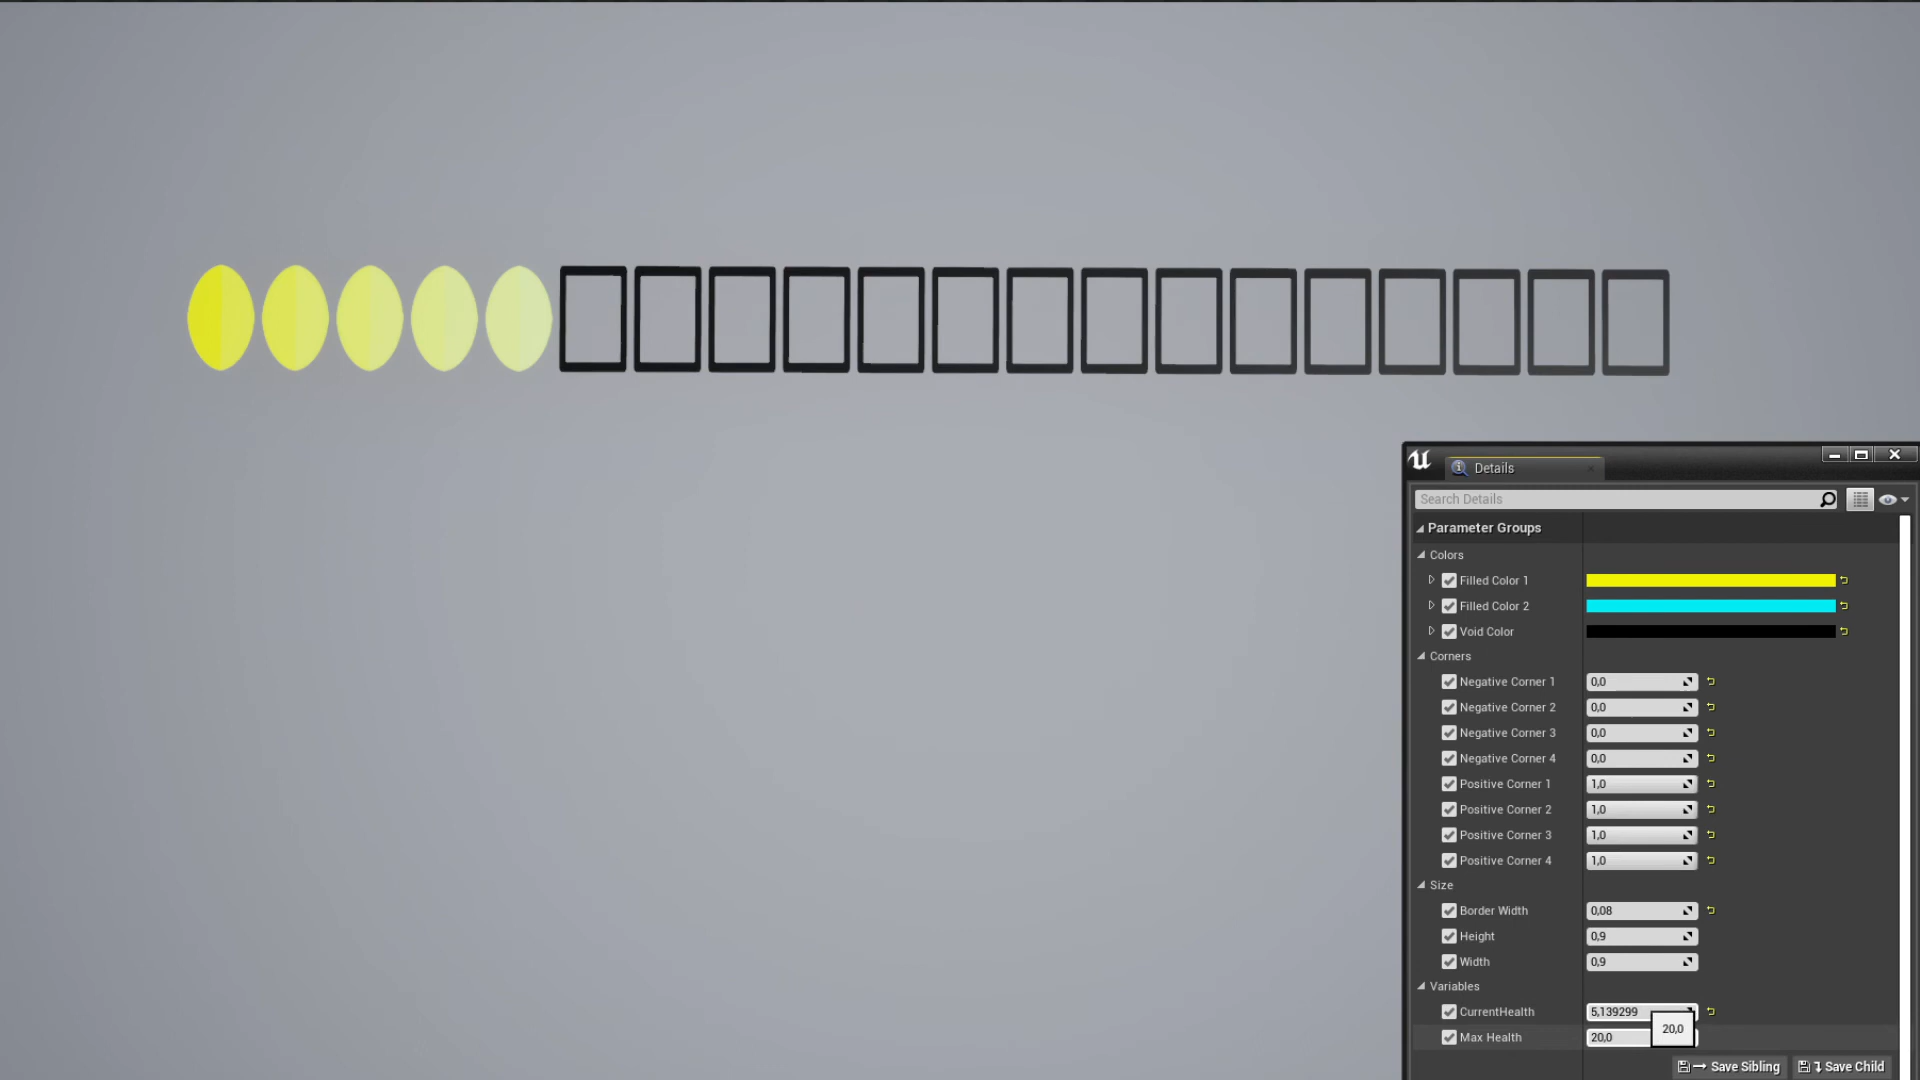 Details
Search Details
Parameter Groups
Colors
Filled Color 1
Filled Color 2
Void Color
Corners
Negative Corner 1 0,0
Negative Corner 2 0,0
Negative Corner 3 0,0
Negative Corner 4 0,0
Positive Corner 1 1,0
Positive Corner 2 1,0
Positive Corner 3 1,0
Positive Corner 4 1,0
Size
Border Width 0,08
Height 0,9
Width 0,9
Variables
CurrentHealth 5,139299
20,0
Max Health 20,0
Save Sibling Save Child